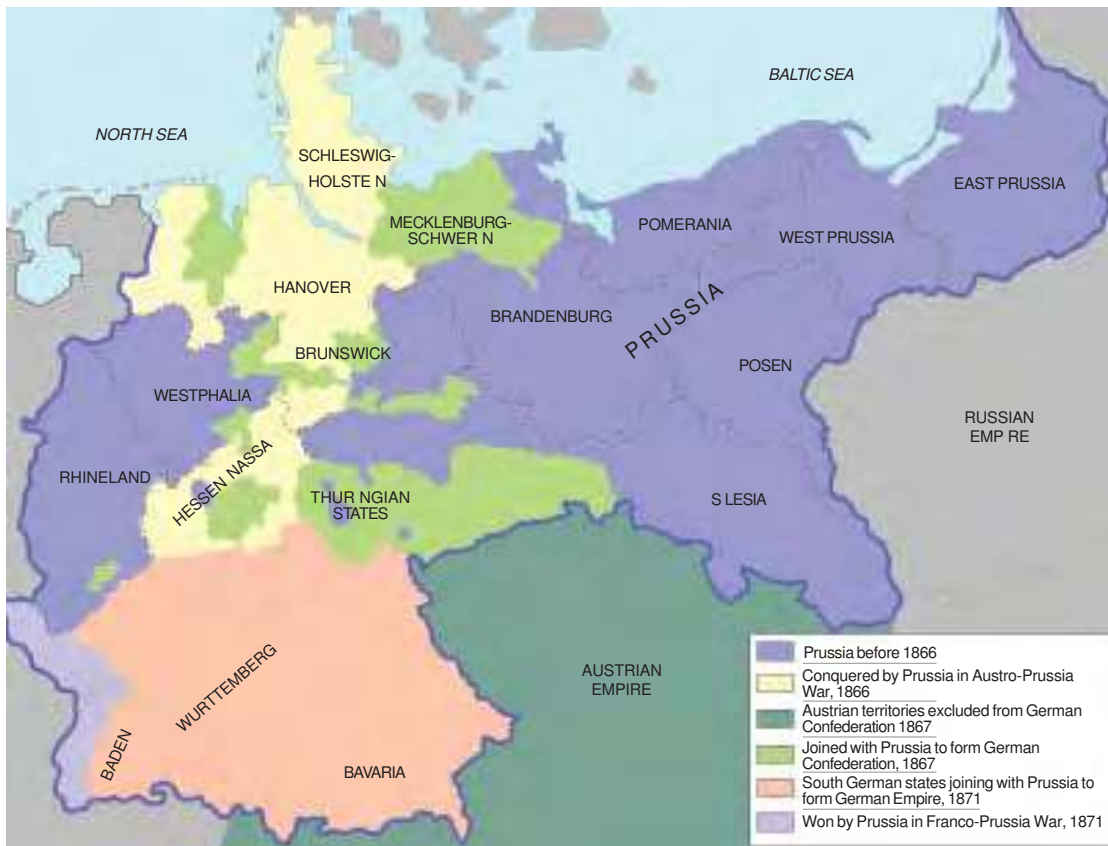 BALTIC SEA
NORTH SEA
SCHLESWIG-
HOLSTE N
EAST PRUSSIA
MECKLENBURG-
SCHWER N
POMERANIA
WEST PRUSSIA
HANOVER
BRANDENBURG
PRUSSIA
BRUNSWICK
POSEN
WESTPHALIA
RUSSIAN
EMP RE
RHINELAND
HESSEN NASSA
THUR NGIAN
STATES
S LESIA
AUSTRIAN
EMPIRE
WURTTEMBERG
BADEN
BAVARIA
Prussia before 1866
Conquered by Prussia in Austro-Prussia
War, 1866
Austrian territories excluded from German
Confederation 1867
Joined with Prussia to form German
Confederation, 1867
South German states joining with Prussia to
form German Empire, 1871
Won by Prussia in Franco-Prussia War, 1871